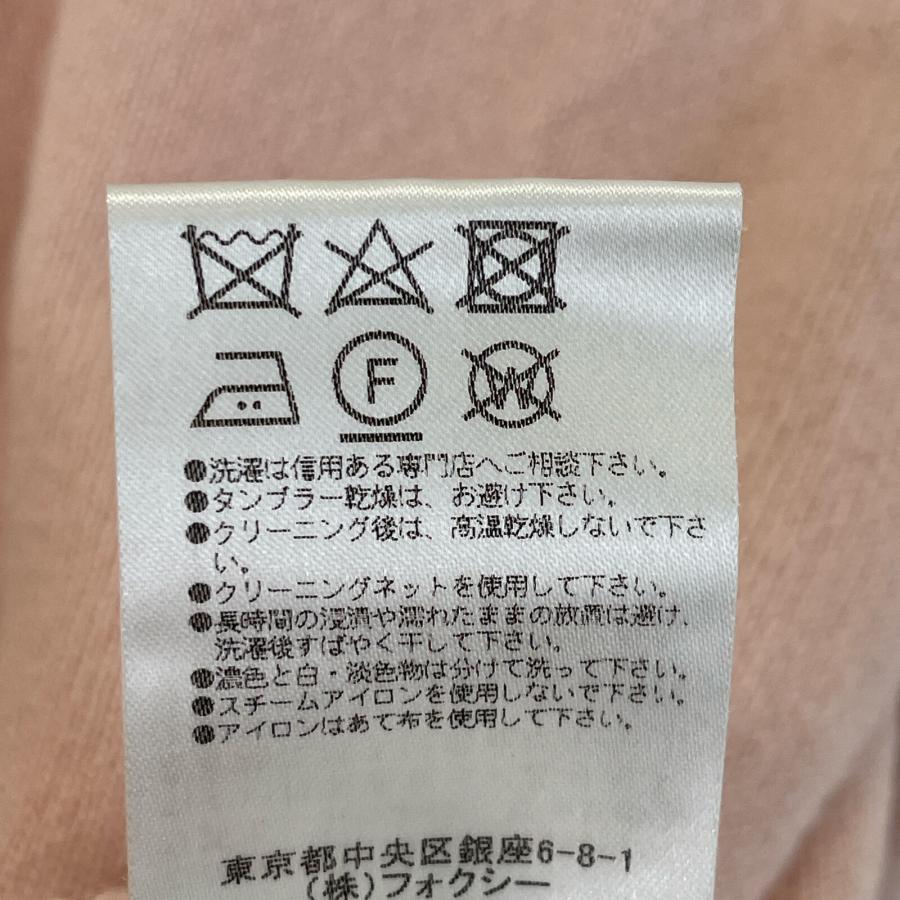 F W
●洗濯は信用ある専門店へご相談下さい。
●タンブラー乾燥は、お避け下さい。
●クリーニング後は、高温乾燥しないで下さ
い。
●クリーニングネットを使用して下さい。
●長時間の浸漬や濡れたままの放置は避け、
洗濯後すばやく干して下さい。
●濃色と白・淡色物は分けて洗って下さい。
●スチームアイロンを使用しないで下さい。
●アイロンはあて布を使用して下さい。
東京都中央区銀座6-8-1
(株)フォクシー